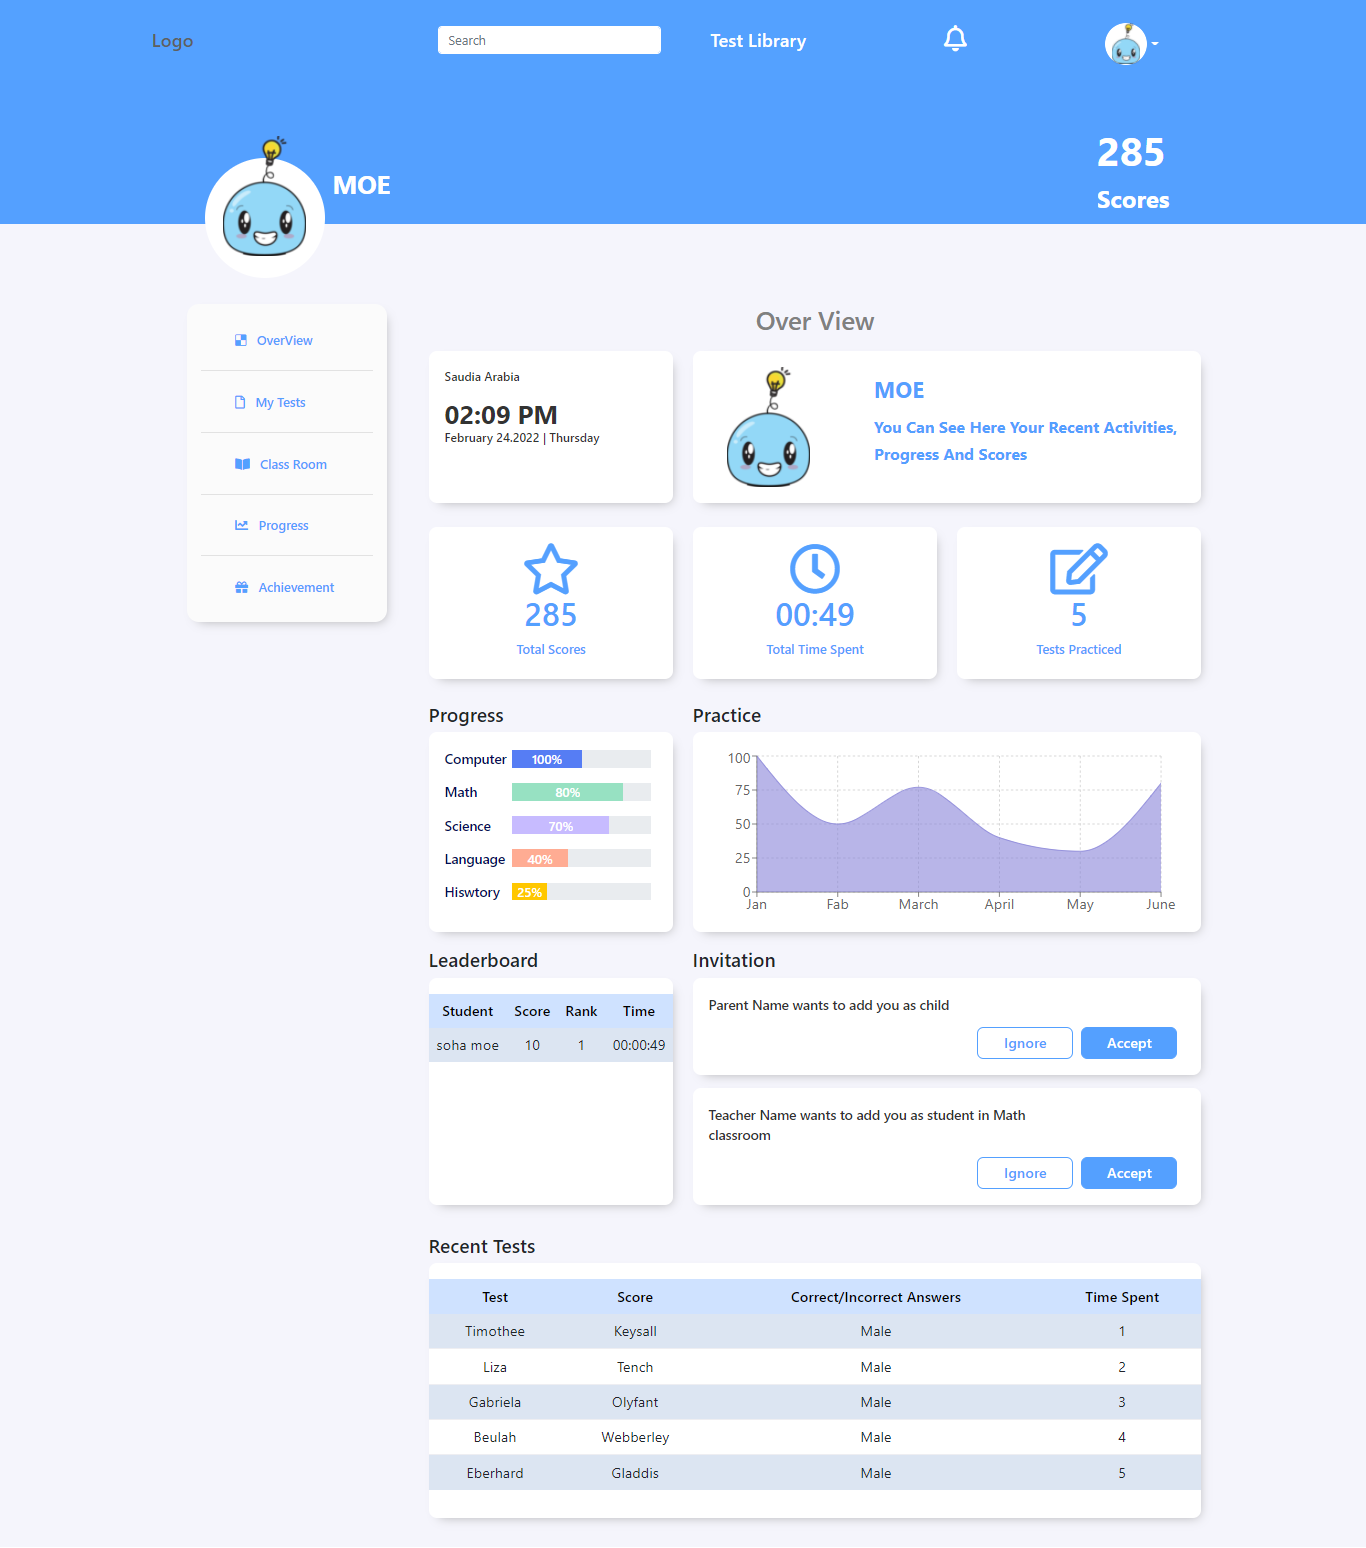 Logo
Search
Test Library
MOE
285
Scores
OverView
My Tests
Class Room
Progress
Achievement
Over View
Saudia Arabia
02:09 PM
February 24.2022 | Thursday
MOE
You Can See Here Your Recent Activities,
Progress And Scores
285
Total Scores
00:49
Total Time Spent
5
Tests Practiced
Progress
Computer 100%
Math 80%
Science 70%
Language 40%
Hiswtory 25%
Practice
100
75
50
25
0
Jan Fab March April May June
Leaderboard
Student Score Rank Time
soha moe 10 1 00:00:49
Invitation
Parent Name wants to add you as child
Ignore Accept
Teacher Name wants to add you as student in Math
classroom
Ignore Accept
Recent Tests
Test Score Correct/Incorrect Answers Time Spent
Timothee Keysall Male 1
Liza Tench Male 2
Gabriela Olyfant Male 3
Beulah Webberley Male 4
Eberhard Gladdis Male 5